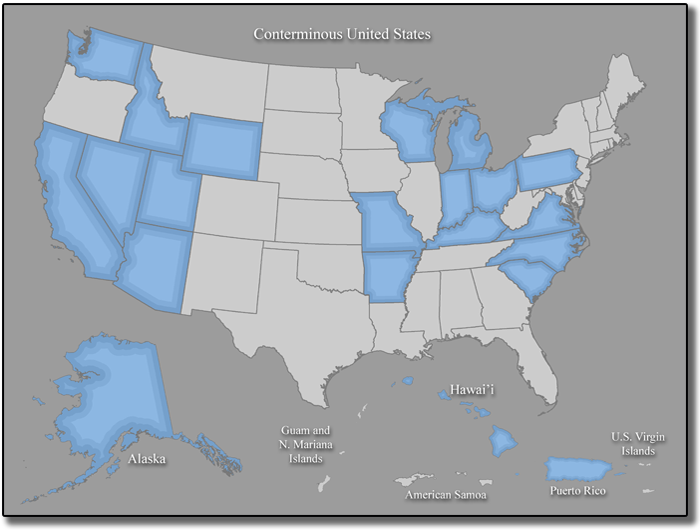 Conterminous United States
Hawai'i
Guam and
N. Mariana
Islands
U.S. Virgin
Islands
Alaska
American Samoa
Puerto Rico